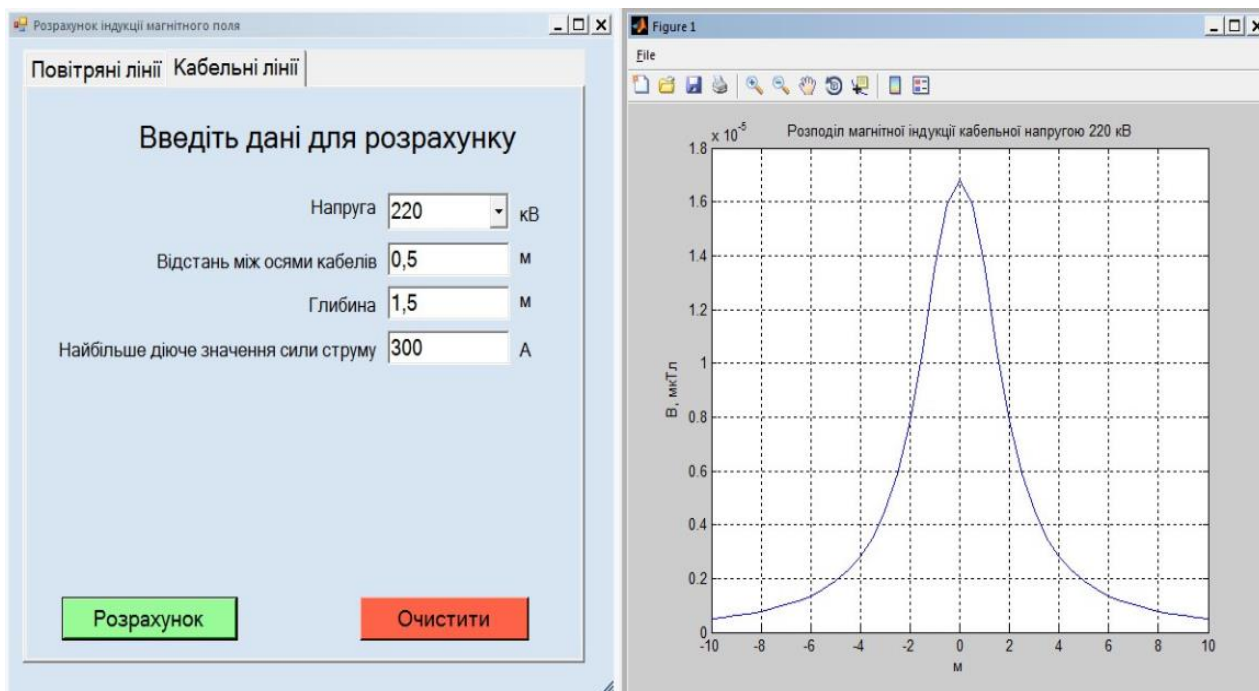 Розрахунок індукції магнітного поля
Повітряні лінії Кабельні лінії
Введіть дані для розрахунку
Напруга 220 кВ
Відстань між осями кабелів 0,5 м
Глибина 1,5 м
Найбільше діюче значення сили струму 300 А
Розрахунок Очистити
Figure 1
File
x 10^-5 Розподіл магнітної індукції кабельної напругою 220 кВ
1.8
1.6
1.4
1.2
1
0.8
0.6
0.4
0.2
0
В, мкТл
-10 -8 -6 -4 -2 0 2 4 6 8 10
м